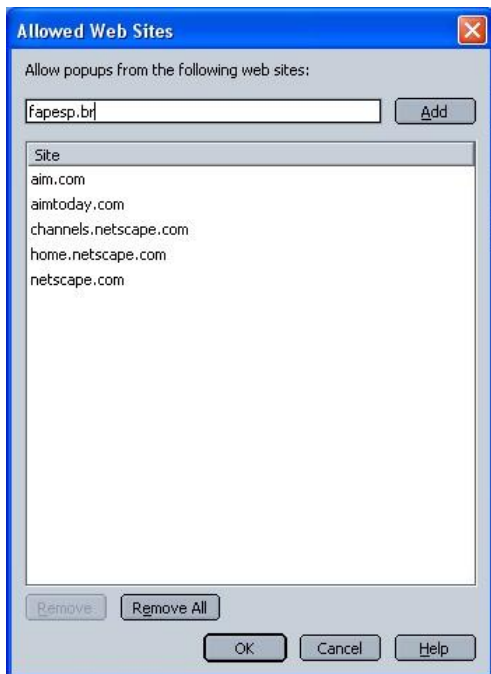 Allowed Web Sites
Allow popups from the following web sites:
fapesp.br
Add
Site
aim.com
aimtoday.com
channels.netscape.com
home.netscape.com
netscape.com
Remove
Remove All
OK
Cancel
Help